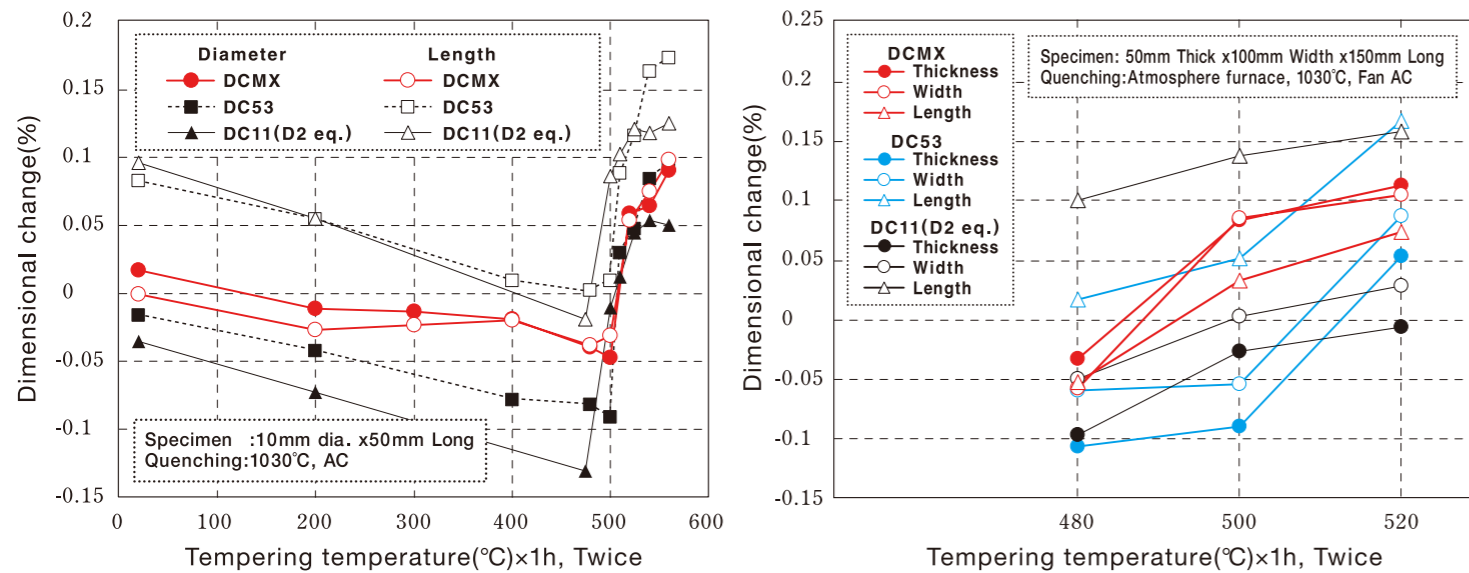 0.2
0.15
0.1
0.05
0
-0.05
-0.1
-0.15
Dimensional change(%)
Diameter Length
DCMX DCMX
DC53 DC53
DC11(D2 eq.) DC11(D2 eq.)
Specimen :10mm dia. x50mm Long
Quenching:1030℃, AC
0 100 200 300 400 500 600
Tempering temperature(°C)×1h, Twice
0.25
0.2
0.15
0.1
0.05
0
-0.05
-0.1
-0.15
Dimensional change(%)
DCMX
Thickness
Width
Length
DC53
Thickness
Width
Length
DC11(D2 eq.)
Thickness
Width
Length
Specimen: 50mm Thick x100mm Width x150mm Long
Quenching:Atmosphere furnace, 1030℃, Fan AC
480 500 520
Tempering temperature(°C)×1h, Twice